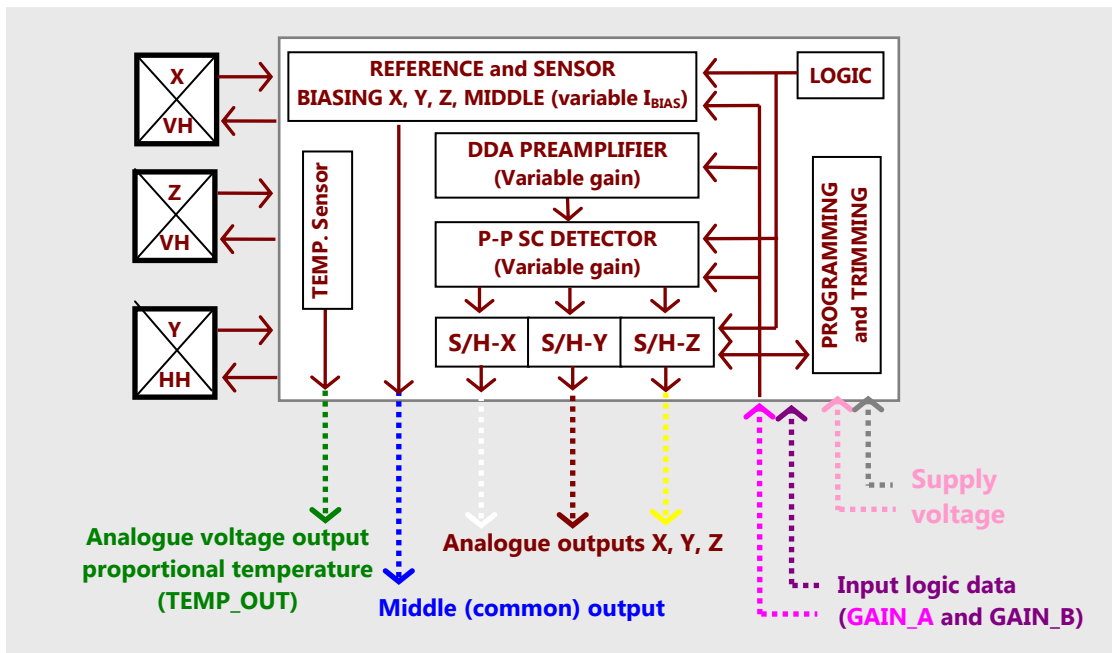 X
VH
Z
VH
Y
HH
REFERENCE and SENSOR
BIASING X, Y, Z, MIDDLE (variable IBIAS)
LOGIC
TEMP. Sensor
DDA PREAMPLIFIER
(Variable gain)
P-P SC DETECTOR
(Variable gain)
S/H-X
S/H-Y
S/H-Z
PROGRAMMING
and TRIMMING
Analogue voltage output
proportional temperature
(TEMP_OUT)
Middle (common) output
Analogue outputs X, Y, Z
Supply
voltage
Input logic data
(GAIN_A and GAIN_B)